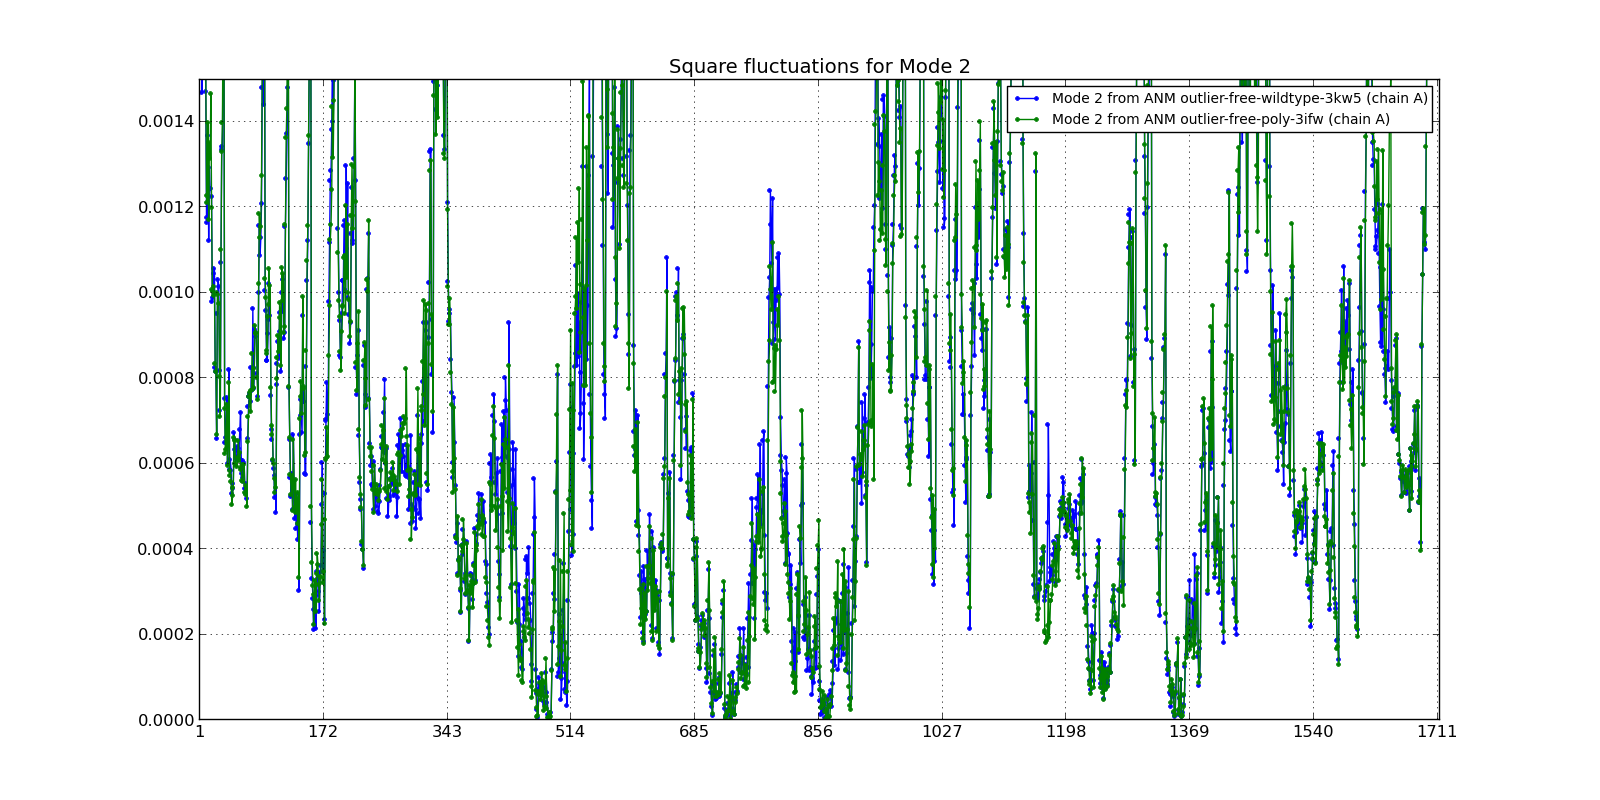 Square fluctuations for Mode 2
Mode 2 from ANM outlier-free-wildtype-3kw5 (chain A)
Mode 2 from ANM outlier-free-poly-3ifw (chain A)
0.0014
0.0012
0.0010
0.0008
0.0006
0.0004
0.0002
0.0000
1 172 343 514 685 856 1027 1198 1369 1540 1711